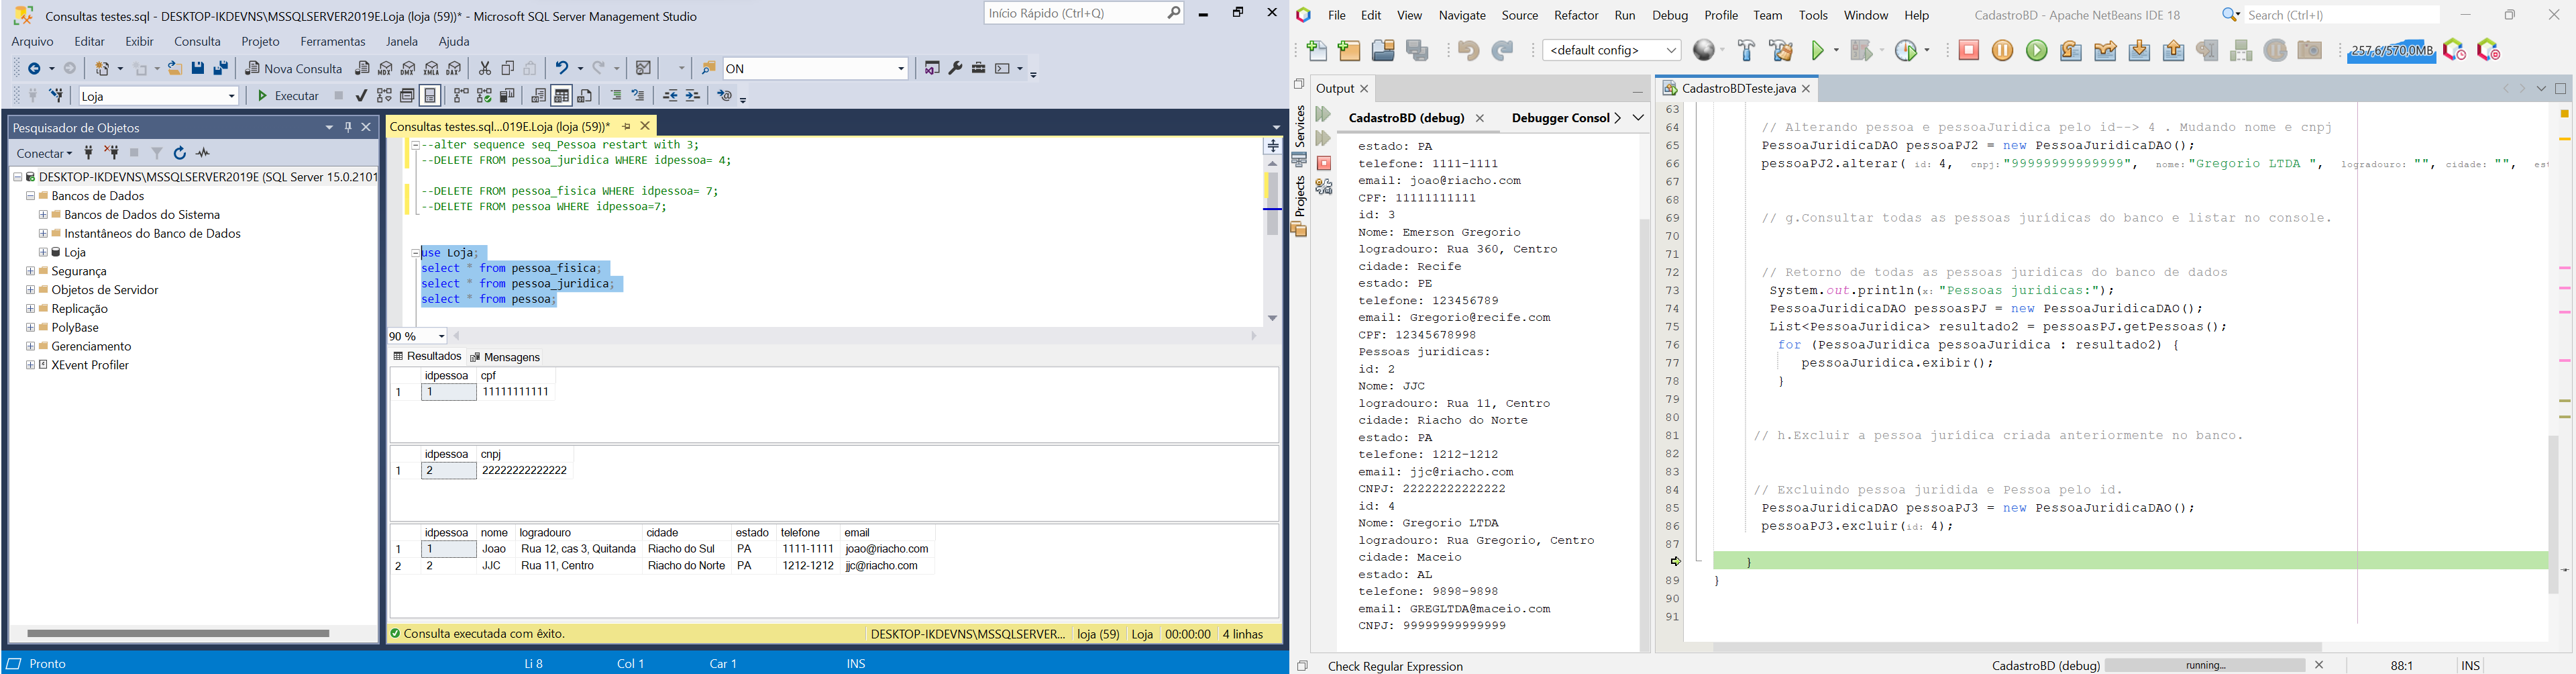 Consultas testes.sql - DESKTOP-IKDEVNS\MSSQLSERVER2019E.Loja (loja (59))* - Microsoft SQL Server Management Studio
Início Rápido (Ctrl+Q)
Arquivo Editar Exibir Consulta Projeto Ferramentas Janela Ajuda
Nova Consulta MDX DMX XMLA DAX ON
Loja Executar
Pesquisador de Objetos
Conectar
DESKTOP-IKDEVNS\MSSQLSERVER2019E (SQL Server 15.0.2101
Bancos de Dados
Bancos de Dados do Sistema
Instantâneos do Banco de Dados
Loja
Segurança
Objetos de Servidor
Replicação
PolyBase
Gerenciamento
XEvent Profiler
Consultas testes.sql...019E.Loja (loja (59))*
--alter sequence seq_Pessoa restart with 3;
--DELETE FROM pessoa_juridica WHERE idpessoa= 4;
--DELETE FROM pessoa_fisica WHERE idpessoa= 7;
--DELETE FROM pessoa WHERE idpessoa=7;
use Loja;
select * from pessoa_fisica;
select * from pessoa_juridica;
select * from pessoa;
90 %
Resultados Mensagens
idpessoa cpf
1 1 11111111111
idpessoa cnpj
1 2 22222222222222
idpessoa nome logradouro cidade estado telefone email
1 1 Joao Rua 12, cas 3, Quitanda Riacho do Sul PA 1111-1111 joao@riacho.com
2 2 JJC Rua 11, Centro Riacho do Norte PA 1212-1212 jjc@riacho.com
Consulta executada com êxito. DESKTOP-IKDEVNS\MSSQLSERVER... loja (59) Loja 00:00:00 4 linhas
Pronto Li 8 Col 1 Car 1 INS
File Edit View Navigate Source Refactor Run Debug Profile Team Tools Window Help CadastroBD - Apache NetBeans IDE 18 Search (Ctrl+I)
<default config> 257,6/570,0MB
Services
Projects
Output
CadastroBD (debug) Debugger Consol
estado: PA
telefone: 1111-1111
email: joao@riacho.com
CPF: 11111111111
id: 3
Nome: Emerson Gregorio
logradouro: Rua 360, Centro
cidade: Recife
estado: PE
telefone: 123456789
email: Gregorio@recife.com
CPF: 12345678998
Pessoas juridicas:
id: 2
Nome: JJC
logradouro: Rua 11, Centro
cidade: Riacho do Norte
estado: PA
telefone: 1212-1212
email: jjc@riacho.com
CNPJ: 22222222222222
id: 4
Nome: Gregorio LTDA
logradouro: Rua Gregorio, Centro
cidade: Maceio
estado: AL
telefone: 9898-9898
email: GREGLTDA@maceio.com
CNPJ: 99999999999999
CadastroBDTeste.java
63
64 // Alterando pessoa e pessoaJuridica pelo id--> 4 . Mudando nome e cnpj
65 PessoaJuridicaDAO pessoaPJ2 = new PessoaJuridicaDAO();
66 pessoaPJ2.alterar( id: 4, cnpj: "99999999999999", nome: "Gregorio LTDA ", logradouro: "", cidade: "", est
67
68
69 // g.Consultar todas as pessoas jurídicas do banco e listar no console.
70
71
72 // Retorno de todas as pessoas juridicas do banco de dados
73 System.out.println(x: "Pessoas juridicas:");
74 PessoaJuridicaDAO pessoasPJ = new PessoaJuridicaDAO();
75 List<PessoaJuridica> resultado2 = pessoasPJ.getPessoas();
76 for (PessoaJuridica pessoaJuridica : resultado2) {
77 pessoaJuridica.exibir();
78 }
79
80
81 // h.Excluir a pessoa jurídica criada anteriormente no banco.
82
83
84 // Excluindo pessoa juridida e Pessoa pelo id.
85 PessoaJuridicaDAO pessoaPJ3 = new PessoaJuridicaDAO();
86 pessoaPJ3.excluir(id: 4);
87
}
89 }
90
91
Check Regular Expression CadastroBD (debug) running... 88:1 INS